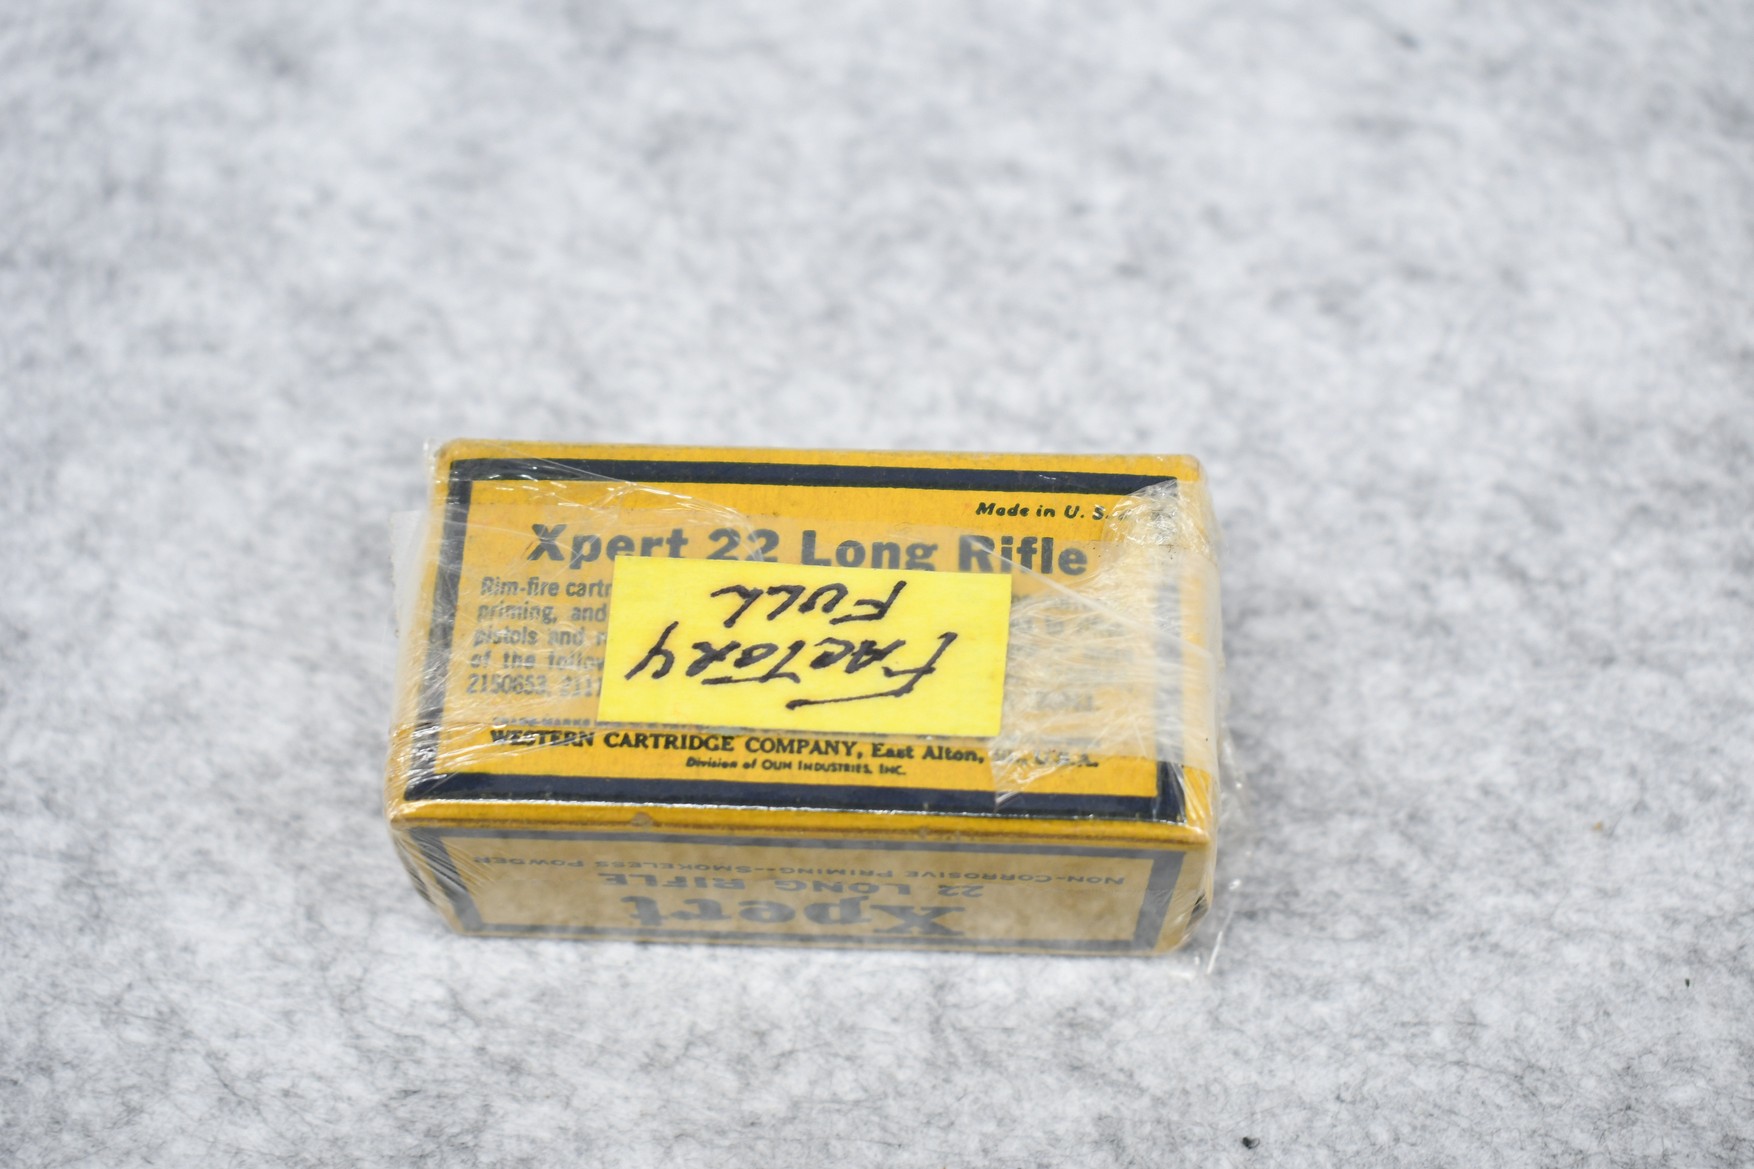 Made in U. S.
Xpert 22 Long Rifle
Rim-fire cartr
priming, and
pistols and
of the follow
2150653, 2111
FACTORY
FULL
WESTERN CARTRIDGE COMPANY, East Alton, U.S.A.
Division of OLIN INDUSTRIES, INC.
Xpert
22 LONG RIFLE
NON-CORROSIVE PRIMING--SMOKELESS POWDER